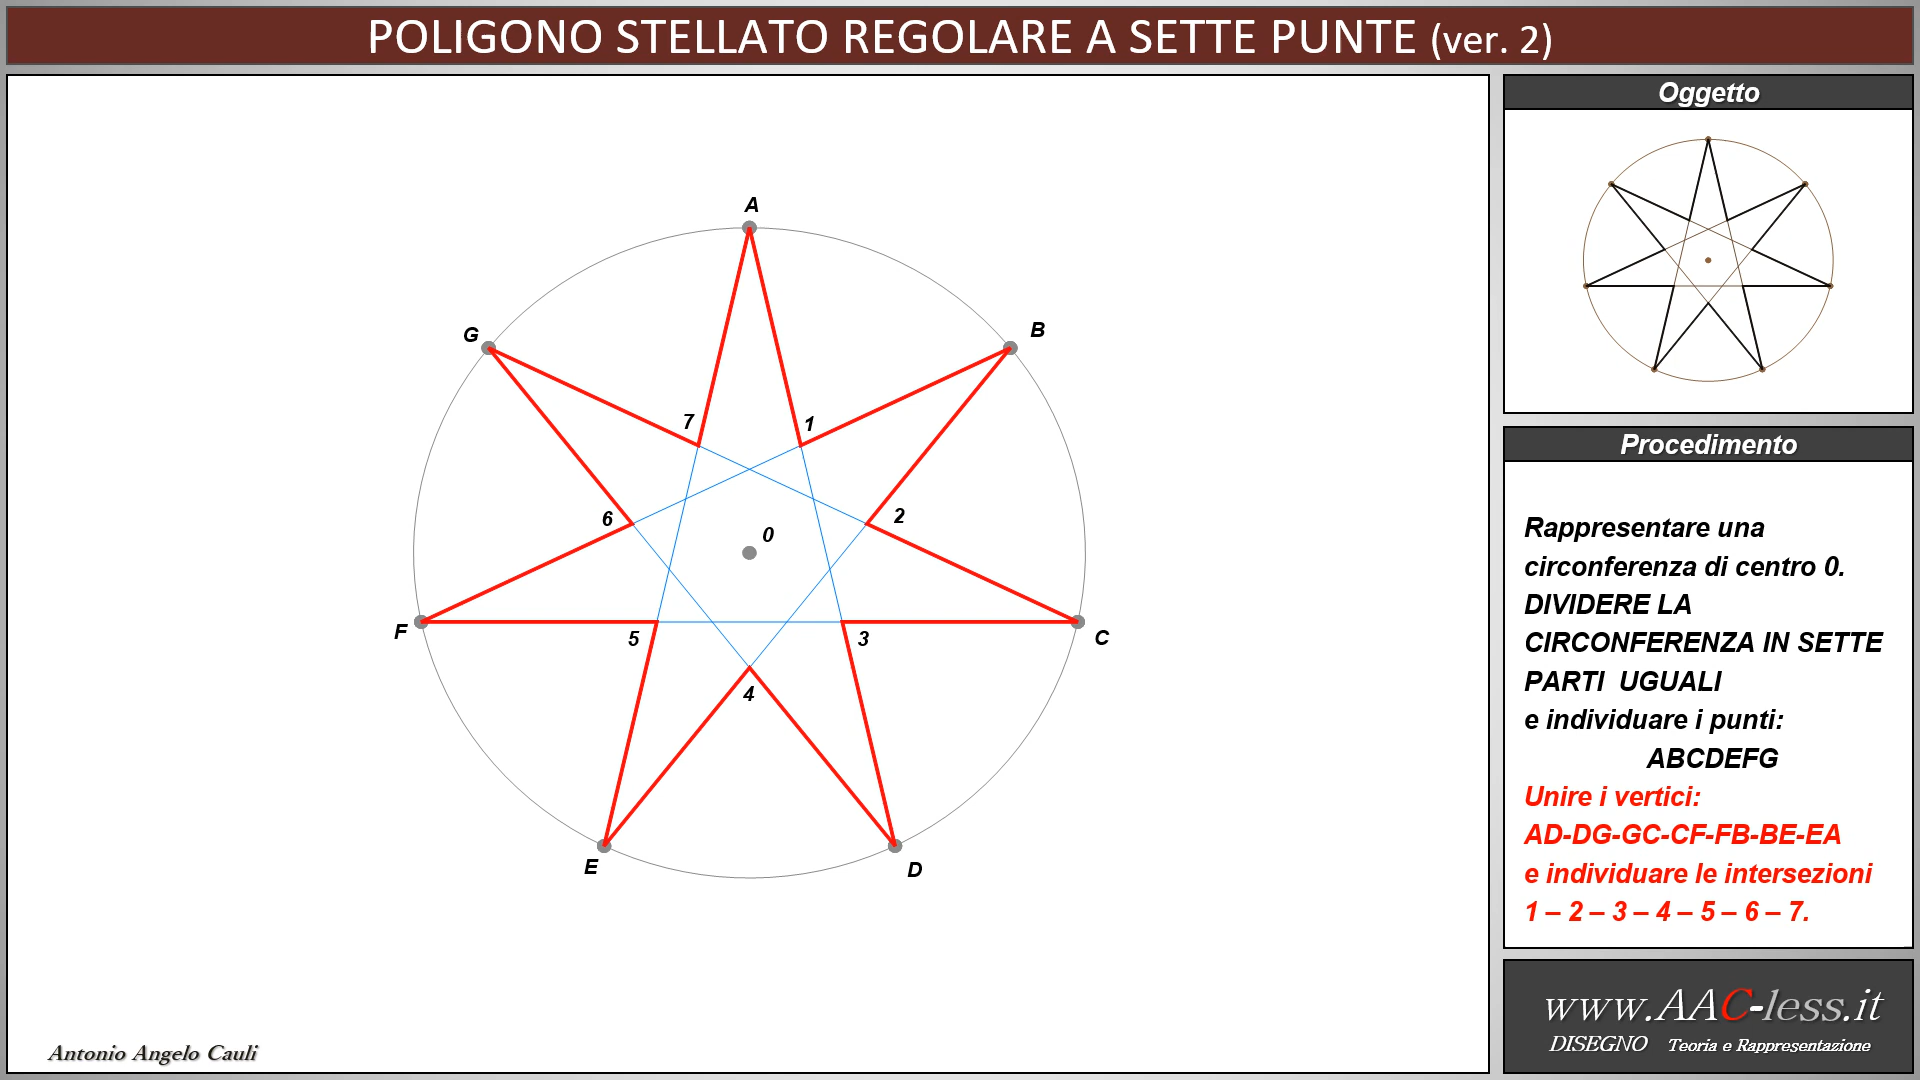 POLIGONO STELLATO REGOLARE A SETTE PUNTE (ver. 2)
A
B
G
7
1
6
2
0
F
5
3
C
4
E
D
Antonio Angelo Cauli
Oggetto
Procedimento
Rappresentare una
circonferenza di centro 0.
DIVIDERE LA
CIRCONFERENZA IN SETTE
PARTI UGUALI
e individuare i punti:
ABCDEFG
Unire i vertici:
AD-DG-GC-CF-FB-BE-EA
e individuare le intersezioni
1 – 2 – 3 – 4 – 5 – 6 – 7.
www.AAC-less.it
DISEGNO Teoria e Rappresentazione